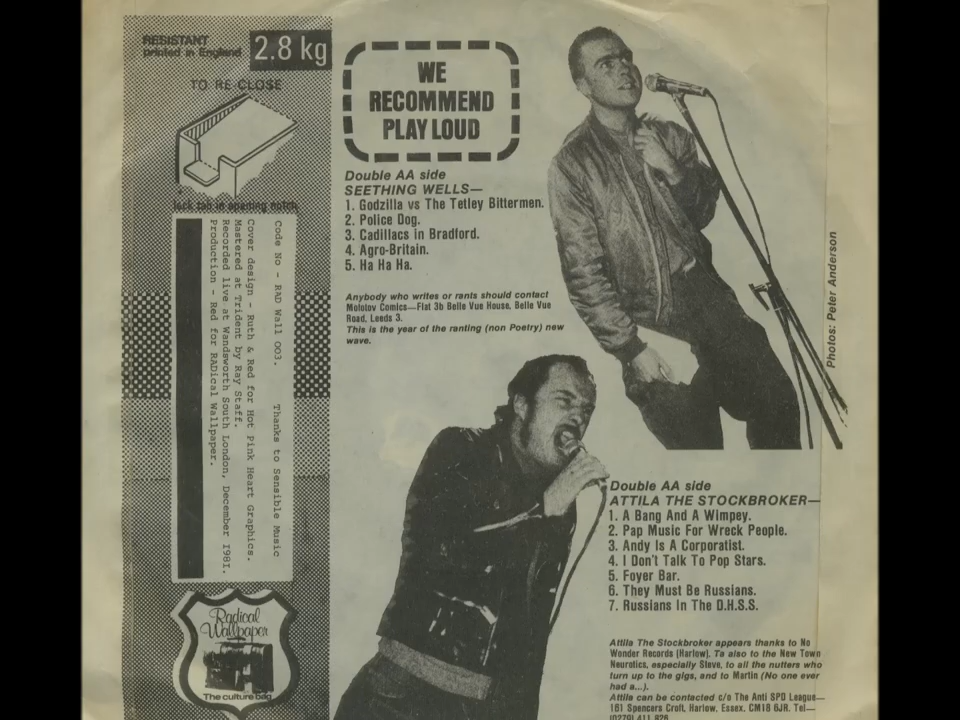 RESISTANT
printed in England
2.8 kg
TO RE-CLOSE
lock tab in opening notch
Code No - RAD Wall 003. Thanks to Sensible Music
Cover design - Ruth & Red for Hot Pink Heart Graphics.
Mastered at Trident by Ray Staff.
Recorded live at Wandsworth South London, December 1981.
Production - Red for RADical Wallpaper.
Radical
Wallpaper
The culture bag
WE
RECOMMEND
PLAY LOUD
Double AA side
SEETHING WELLS—
1. Godzilla vs The Tetley Bittermen.
2. Police Dog.
3. Cadillacs in Bradford.
4. Agro-Britain.
5. Ha Ha Ha.
Anybody who writes or rants should contact
Molotov Comics—Flat 3b Belle Vue House, Belle Vue
Road, Leeds 3.
This is the year of the ranting (non Poetry) new
wave.
Photos: Peter Anderson
Double AA side
ATTILA THE STOCKBROKER—
1. A Bang And A Wimpey.
2. Pap Music For Wreck People.
3. Andy Is A Corporatist.
4. I Don't Talk To Pop Stars.
5. Foyer Bar.
6. They Must Be Russians.
7. Russians In The D.H.S.S.
Attila The Stockbroker appears thanks to No
Wonder Records (Harlow). Ta also to the New Town
Neurotics, especially Steve, to all the nutters who
turn up to the gigs, and to Martin (No one ever
had a...).
Attila can be contacted c/o The Anti SPD League—
161 Spencers Croft, Harlow, Essex. CM18 6JR. Tel—
(0279) 411 826